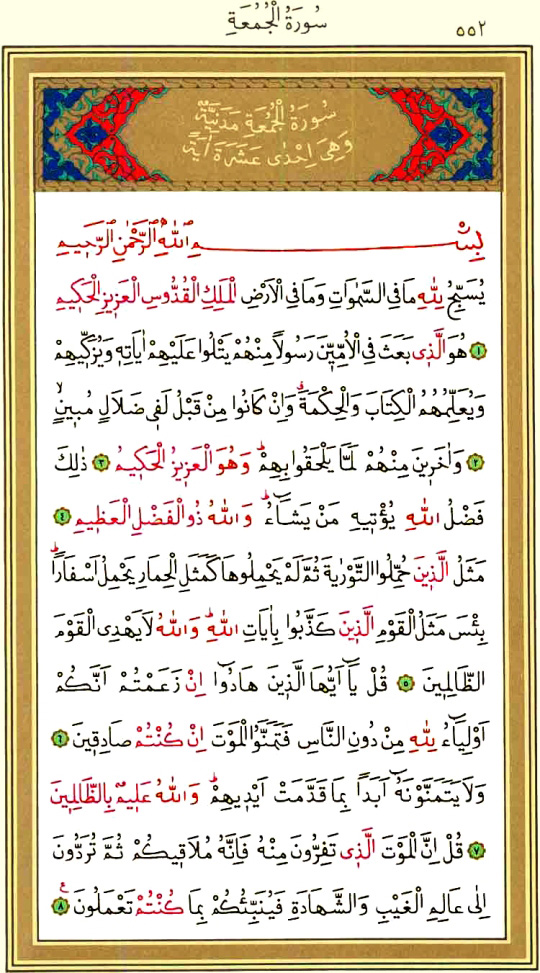 سُورَةُ الْجُمُعَةِ
٥٥٢
سُورَةُ الْجُمُعَةِ مَدَنِيَّةٌ
وَهِيَ اِحْدٰى عَشَرَةَ اٰيَةً
بِسْــــــــمِ اللّٰهِ الرَّحْمٰنِ الرَّح۪يمِ
يُسَبِّحُ لِلّٰهِ مَا فِي السَّمٰوَاتِ وَمَا فِي الْاَرْضِ الْمَلِكِ الْقُدُّوسِ الْعَز۪يزِ الْحَك۪يمِ
١ هُوَ الَّذ۪ي بَعَثَ فِي الْاُمِّيّ۪نَ رَسُولًا مِنْهُمْ يَتْلُوا عَلَيْهِمْ اٰيَاتِه۪ وَيُزَكّ۪يهِمْ
وَيُعَلِّمُهُمُ الْكِتَابَ وَالْحِكْمَةَۗ وَاِنْ كَانُوا مِنْ قَبْلُ لَف۪ي ضَلَالٍ مُب۪ينٍۙ
٢ وَاٰخَر۪ينَ مِنْهُمْ لَمَّا يَلْحَقُوا بِهِمْۜ وَهُوَ الْعَز۪يزُ الْحَك۪يمُ ٣ ذٰلِكَ
فَضْلُ اللّٰهِ يُؤْت۪يهِ مَنْ يَشَٓاءُۜ وَاللّٰهُ ذُو الْفَضْلِ الْعَظ۪يمِ ٤
مَثَلُ الَّذ۪ينَ حُمِّلُوا التَّوْرٰيةَ ثُمَّ لَمْ يَحْمِلُوهَا كَمَثَلِ الْحِمَارِ يَحْمِلُ اَسْفَارًاۜ
بِئْسَ مَثَلُ الْقَوْمِ الَّذ۪ينَ كَذَّبُوا بِاٰيَاتِ اللّٰهِۜ وَاللّٰهُ لَا يَهْدِي الْقَوْمَ
الظَّالِم۪ينَ ٥ قُلْ يَٓا اَيُّهَا الَّذ۪ينَ هَادُٓوا اِنْ زَعَمْتُمْ اَنَّكُمْ
اَوْلِيَٓاءُ لِلّٰهِ مِنْ دُونِ النَّاسِ فَتَمَنَّوُا الْمَوْتَ اِنْ كُنْتُمْ صَادِق۪ينَ ٦
وَلَا يَتَمَنَّوْنَهُٓ اَبَدًا بِمَا قَدَّمَتْ اَيْد۪يهِمْۜ وَاللّٰهُ عَل۪يمٌ بِالظَّالِم۪ينَ
٧ قُلْ اِنَّ الْمَوْتَ الَّذ۪ي تَفِرُّونَ مِنْهُ فَاِنَّهُ مُلَاق۪يكُمْ ثُمَّ تُرَدُّونَ
اِلٰى عَالِمِ الْغَيْبِ وَالشَّهَادَةِ فَيُنَبِّئُكُمْ بِمَا كُنْتُمْ تَعْمَلُونَ ٨ ع